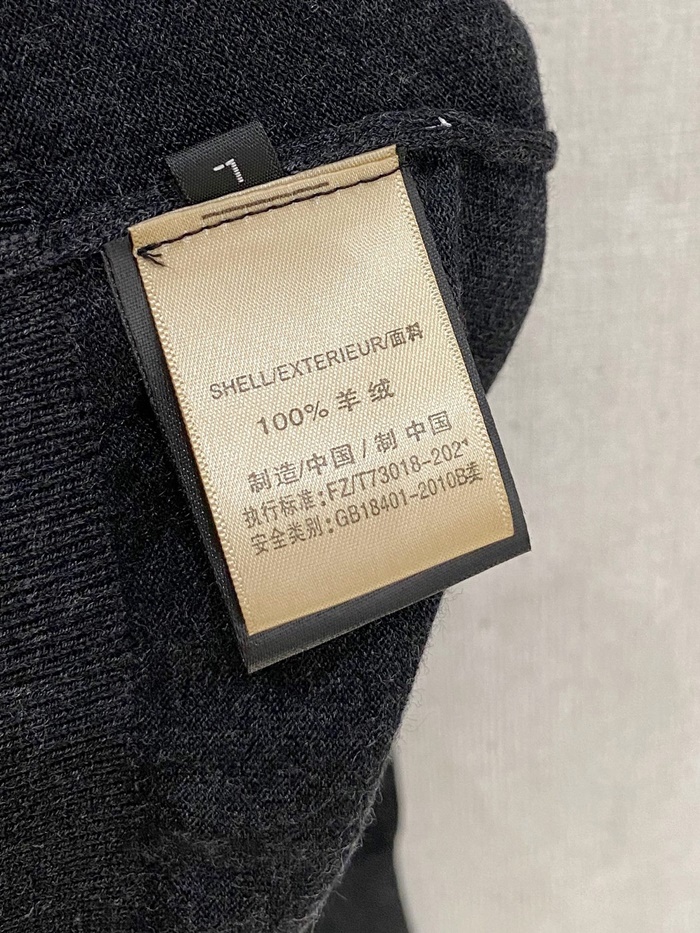 L
SHELL/EXTERIEUR/面料
100% 羊绒
制造/中国/制 中国
执行标准:FZ/T73018-202
安全类别:GB18401-2010B类